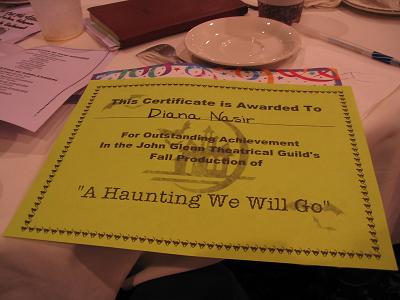 This Certificate is Awarded To
Diana Nasir
For Outstanding Achievement
In the John Glenn Theatrical Guild's
Fall Production of
"A Haunting We Will Go"